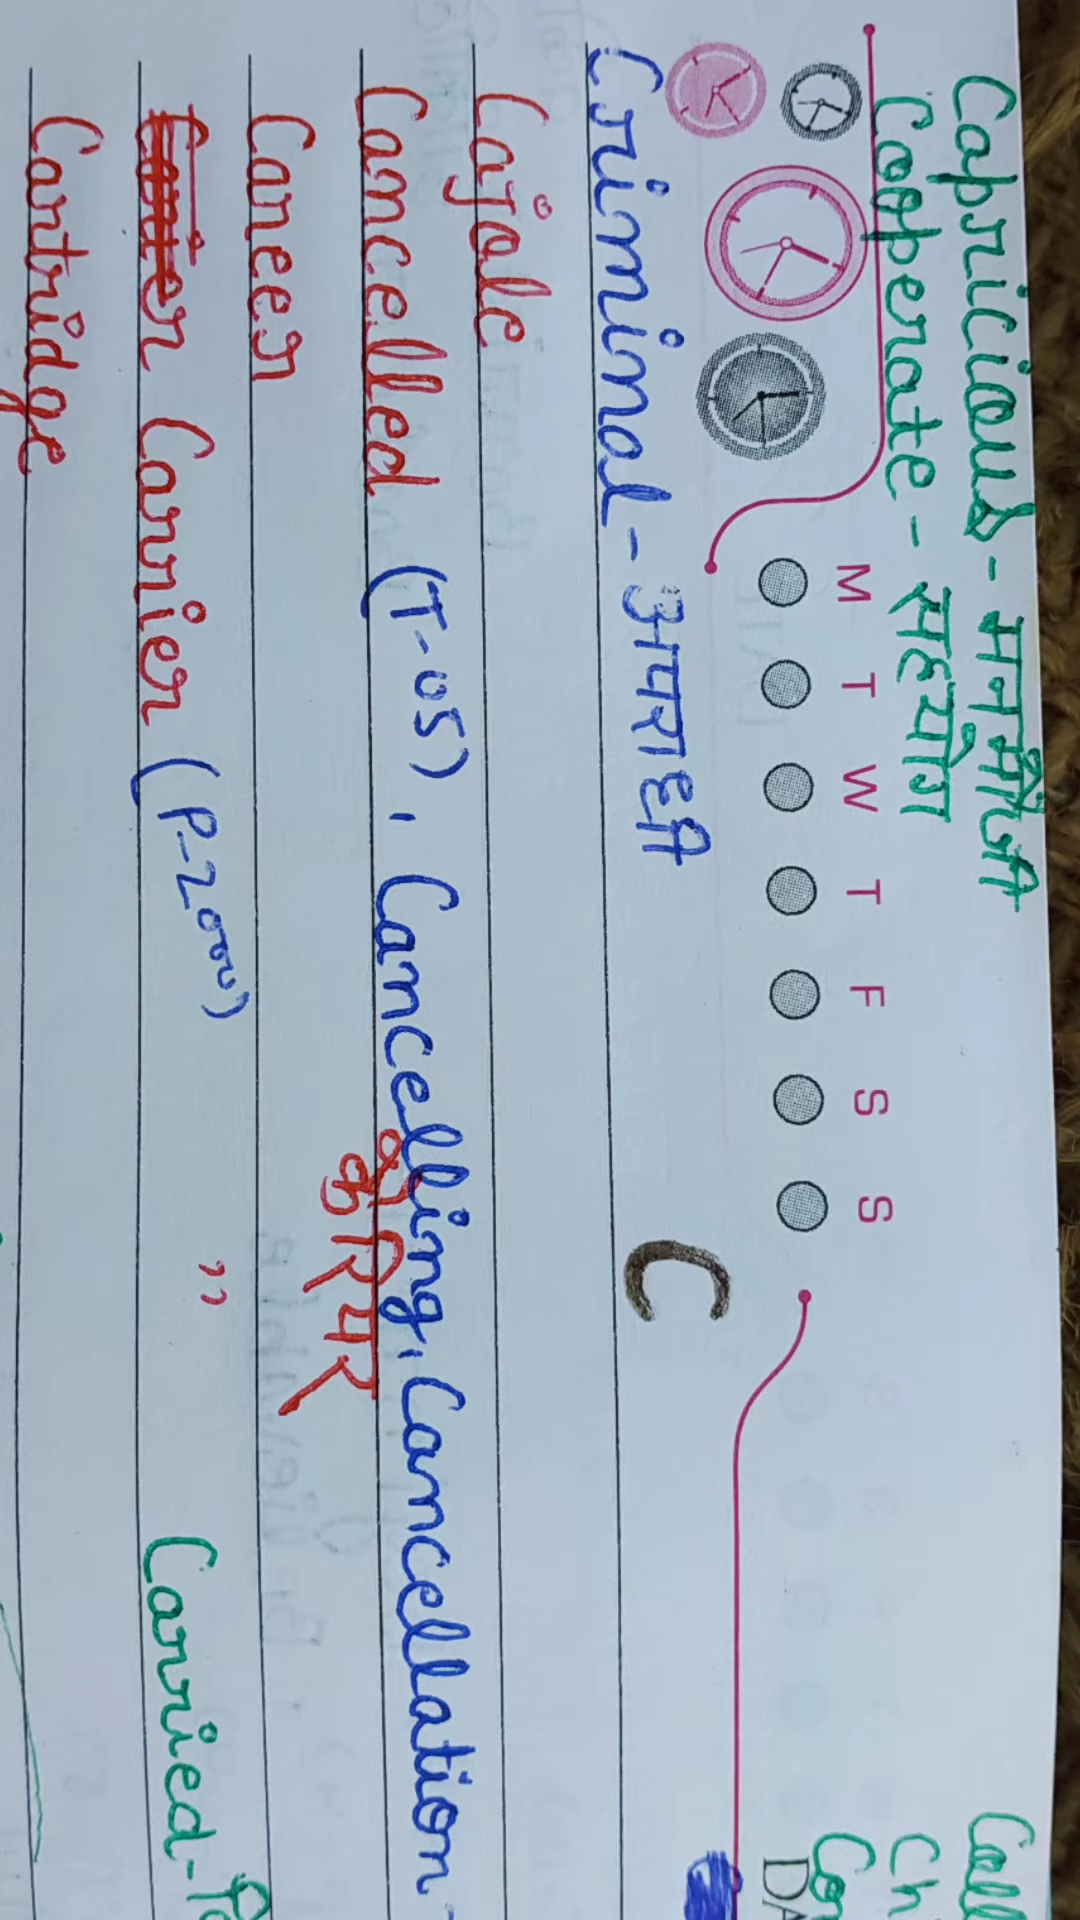 Capricious - मनमौजी
Cooperate - सहयोग
M T W T F S S
C
Criminal - अपराधी
Cajole
Cancelled (T-05), Cancelling, Cancellation -
Career
कैरियर
Carrier (P-2000) " Carried -
Cartridge